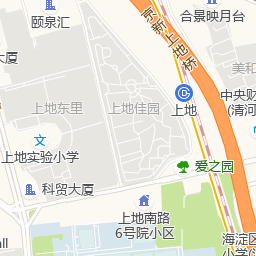 颐泉汇
合景映月台
京新上地桥
大厦
美和
上地东里
上地佳园
上地
中央财
(清河
上地实验小学
爱之园
科贸大厦
上地南路
6号院小区
海淀区
小学(
all